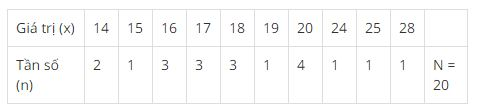 Giá trị (x) 14 15 16 17 18 19 20 24 25 28
Tần số (n) 2 1 3 3 3 1 4 1 1 1 N = 20